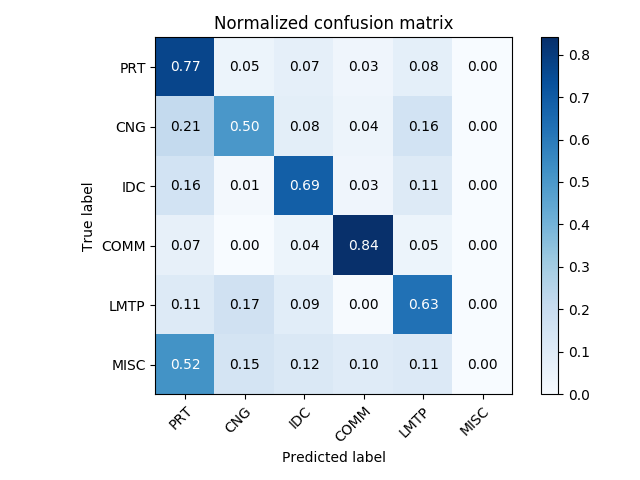 Normalized confusion matrix
True label
PRT 0.77 0.05 0.07 0.03 0.08 0.00
CNG 0.21 0.50 0.08 0.04 0.16 0.00
IDC 0.16 0.01 0.69 0.03 0.11 0.00
COMM 0.07 0.00 0.04 0.84 0.05 0.00
LMTP 0.11 0.17 0.09 0.00 0.63 0.00
MISC 0.52 0.15 0.12 0.10 0.11 0.00
PRT CNG IDC COMM LMTP MISC
Predicted label
0.8
0.7
0.6
0.5
0.4
0.3
0.2
0.1
0.0